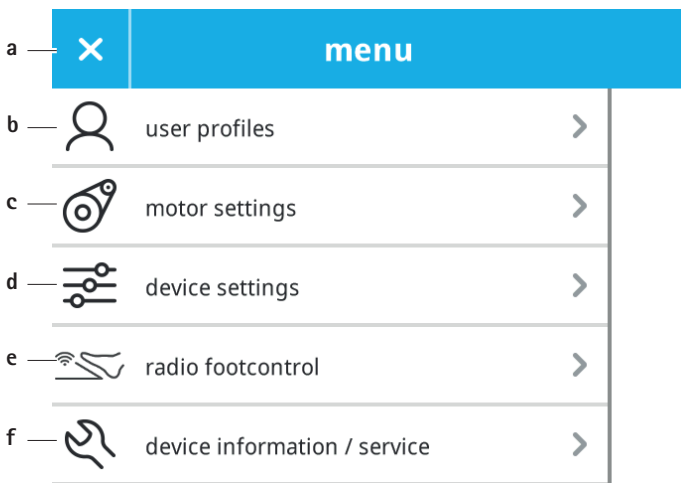 a menu
b user profiles
c motor settings
d device settings
e radio footcontrol
f device information / service